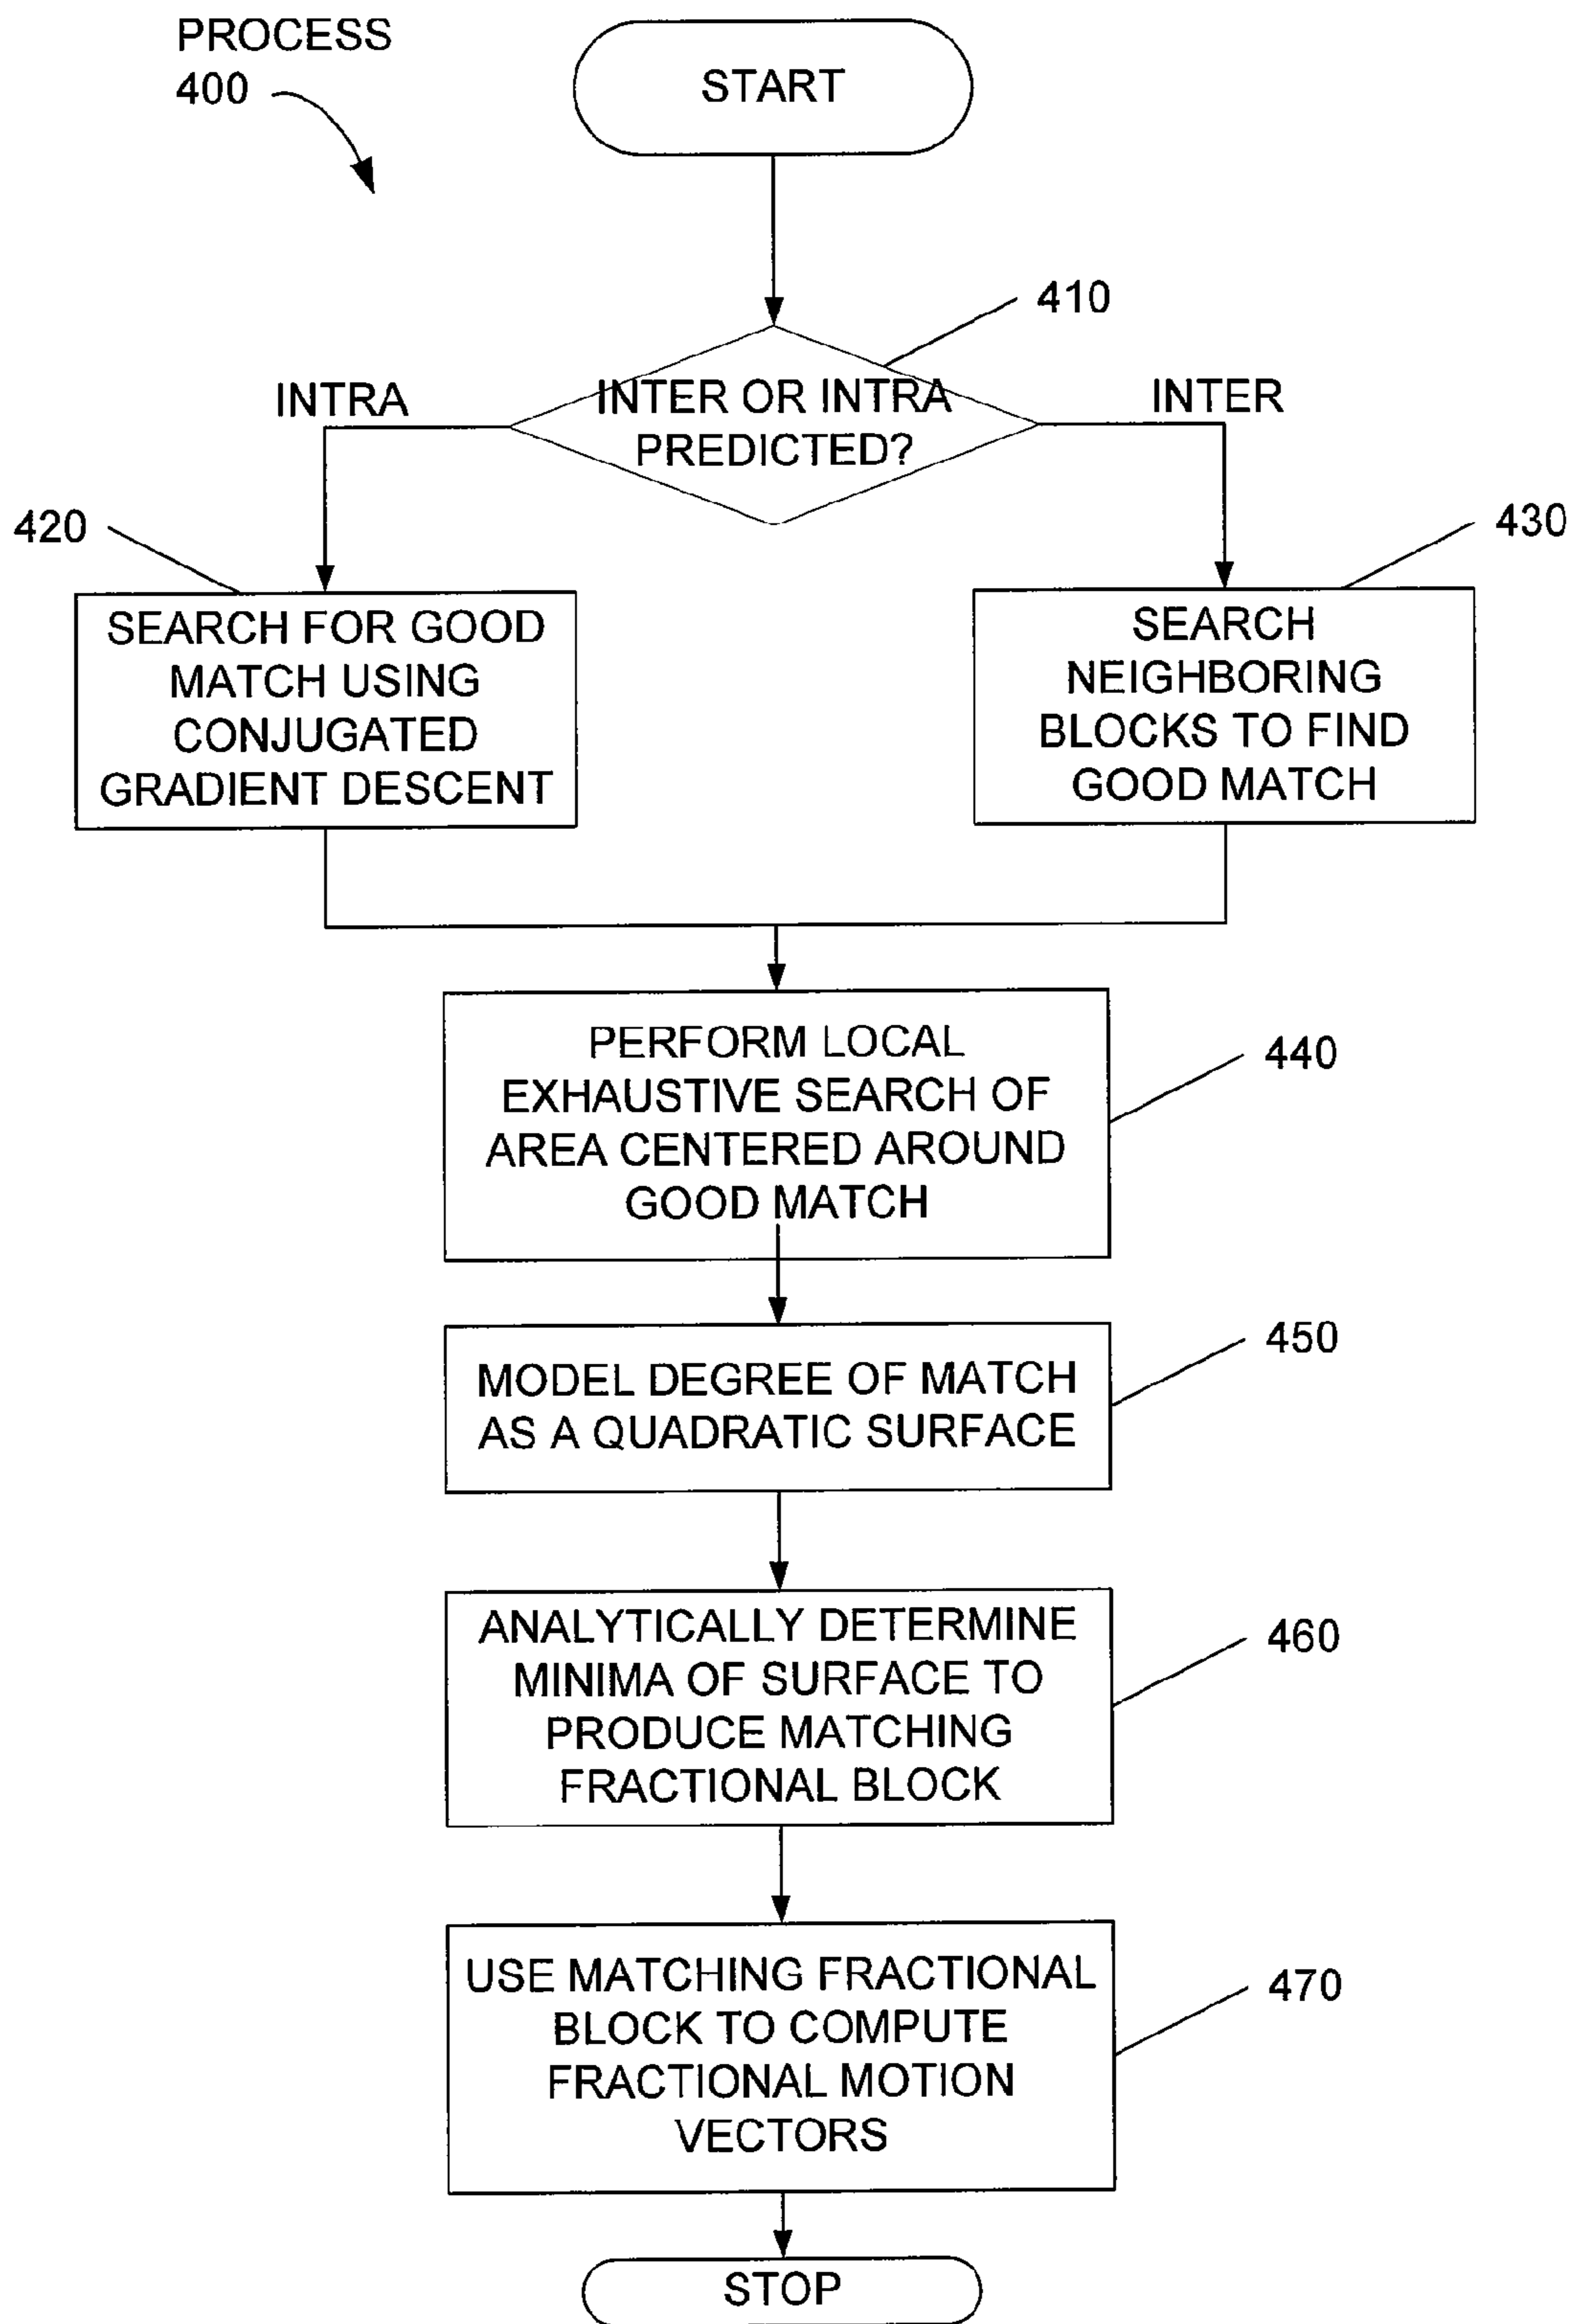 PROCESS
400
START
410
INTER OR INTRA
PREDICTED?
INTRA
INTER
420
430
SEARCH FOR GOOD
MATCH USING
CONJUGATED
GRADIENT DESCENT
SEARCH
NEIGHBORING
BLOCKS TO FIND
GOOD MATCH
PERFORM LOCAL
EXHAUSTIVE SEARCH OF
AREA CENTERED AROUND
GOOD MATCH
440
MODEL DEGREE OF MATCH
AS A QUADRATIC SURFACE
450
ANALYTICALLY DETERMINE
MINIMA OF SURFACE TO
PRODUCE MATCHING
FRACTIONAL BLOCK
460
USE MATCHING FRACTIONAL
BLOCK TO COMPUTE
FRACTIONAL MOTION
VECTORS
470
STOP